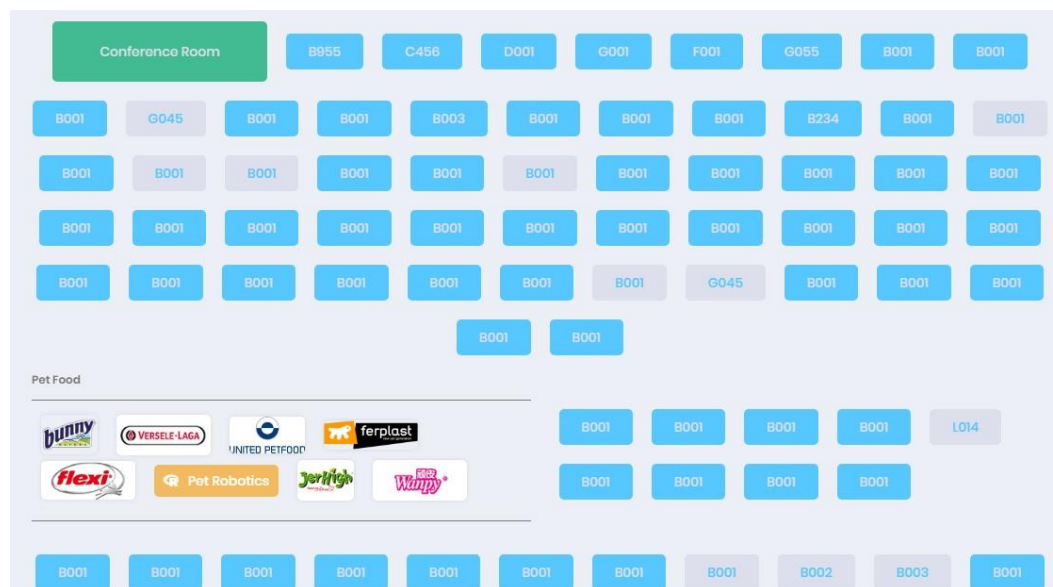 Conference Room B955 C456 D001 G001 F001 G055 B001 B001
B001 G045 B001 B001 B003 B001 B001 B001 B234 B001 B001
B001 B001 B001 B001 B001 B001 B001 B001 B001 B001 B001
B001 B001 B001 B001 B001 B001 B001 B001 B001 B001 B001
B001 B001 B001 B001 B001 B001 B001 G045 B001 B001 B001
B001 B001
Pet Food
bunny VERSELE-LAGA UNITED PETFOOD ferplast
B001 B001 B001 B001 L014
flexi Pet Robotics JerHigh Wanpy
B001 B001 B001 B001
B001 B001 B001 B001 B001 B001 B001 B001 B002 B003 B001